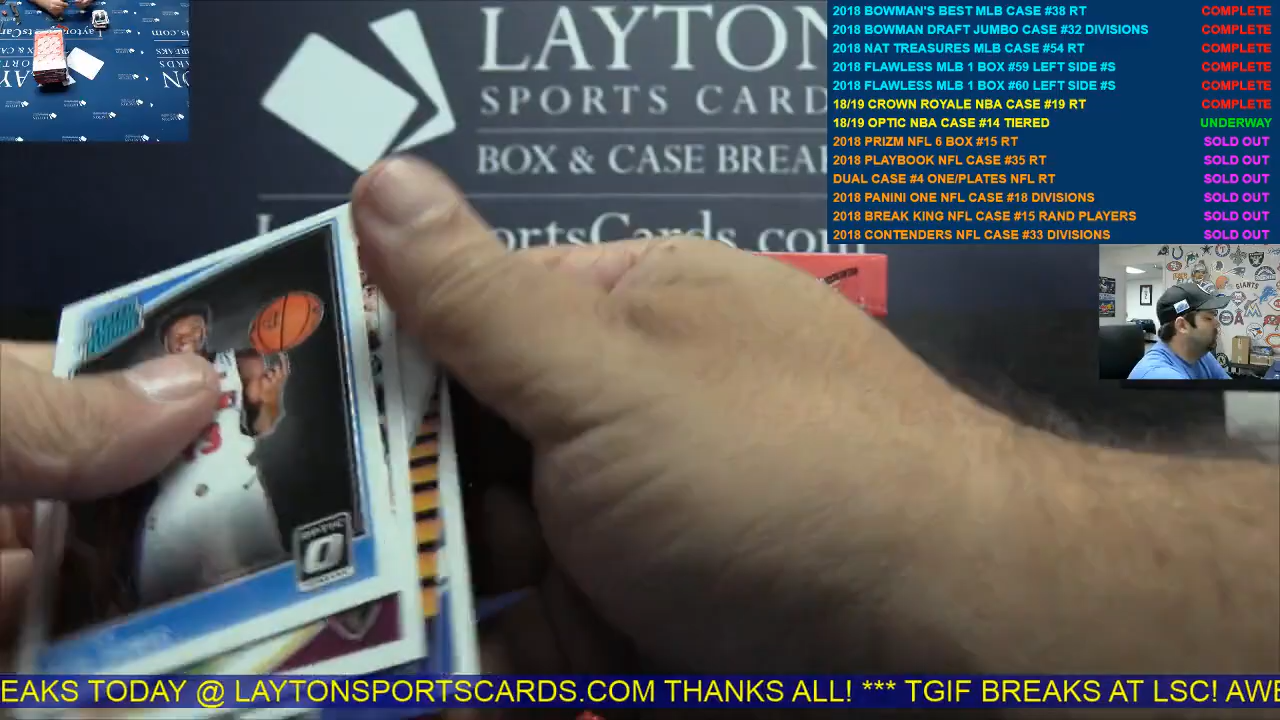 LAYTON
SPORTS CARD
BOX & CASE BREA
ortsCards.com
2018 BOWMAN'S BEST MLB CASE #38 RT COMPLETE
2018 BOWMAN DRAFT JUMBO CASE #32 DIVISIONS COMPLETE
2018 NAT TREASURES MLB CASE #54 RT COMPLETE
2018 FLAWLESS MLB 1 BOX #59 LEFT SIDE #S COMPLETE
2018 FLAWLESS MLB 1 BOX #60 LEFT SIDE #S COMPLETE
18/19 CROWN ROYALE NBA CASE #19 RT COMPLETE
18/19 OPTIC NBA CASE #14 TIERED UNDERWAY
2018 PRIZM NFL 6 BOX #15 RT SOLD OUT
2018 PLAYBOOK NFL CASE #35 RT SOLD OUT
DUAL CASE #4 ONE/PLATES NFL RT SOLD OUT
2018 PANINI ONE NFL CASE #18 DIVISIONS SOLD OUT
2018 BREAK KING NFL CASE #15 RAND PLAYERS SOLD OUT
2018 CONTENDERS NFL CASE #33 DIVISIONS SOLD OUT
GIANTS
EAKS TODAY @ LAYTONSPORTSCARDS.COM THANKS ALL! *** TGIF BREAKS AT LSC! AWE